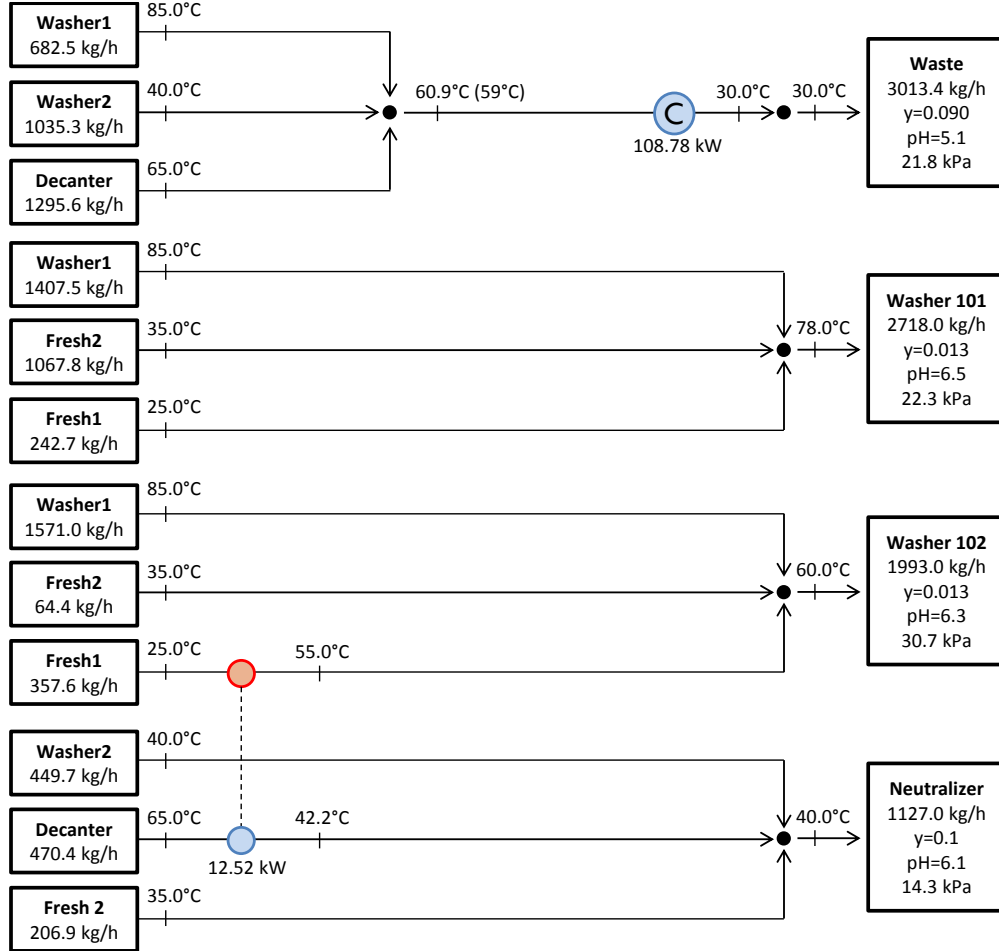 Washer1
682.5 kg/h
85.0°C
Washer2
1035.3 kg/h
40.0°C
Decanter
1295.6 kg/h
65.0°C
60.9°C (59°C)
C
108.78 kW
30.0°C
30.0°C
Waste
3013.4 kg/h
y=0.090
pH=5.1
21.8 kPa
Washer1
1407.5 kg/h
85.0°C
Fresh2
1067.8 kg/h
35.0°C
Fresh1
242.7 kg/h
25.0°C
78.0°C
Washer 101
2718.0 kg/h
y=0.013
pH=6.5
22.3 kPa
Washer1
1571.0 kg/h
85.0°C
Fresh2
64.4 kg/h
35.0°C
Fresh1
357.6 kg/h
25.0°C
55.0°C
60.0°C
Washer 102
1993.0 kg/h
y=0.013
pH=6.3
30.7 kPa
Washer2
449.7 kg/h
40.0°C
Decanter
470.4 kg/h
65.0°C
12.52 kW
42.2°C
Fresh 2
206.9 kg/h
35.0°C
40.0°C
Neutralizer
1127.0 kg/h
y=0.1
pH=6.1
14.3 kPa